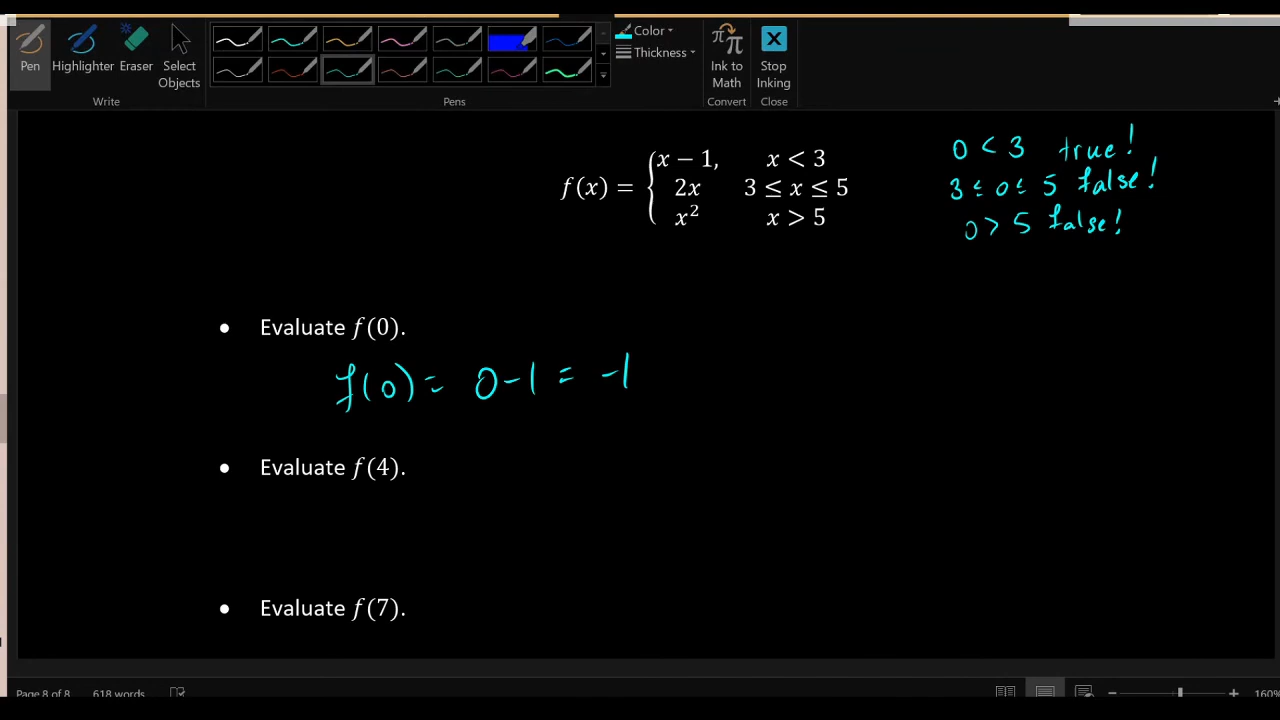 Pen
Highlighter
Eraser
Select Objects
Write
Pens
Color
Thickness
Ink to Math
Convert
Stop Inking
Close
f(x) = { x − 1, x < 3
2x 3 ≤ x ≤ 5
x² x > 5
0 < 3 true!
3 ≤ 0 ≤ 5 false!
0 > 5 false!
• Evaluate f(0).
f(0) = 0 - 1 = -1
• Evaluate f(4).
• Evaluate f(7).
Page 8 of 8 618 words 160%